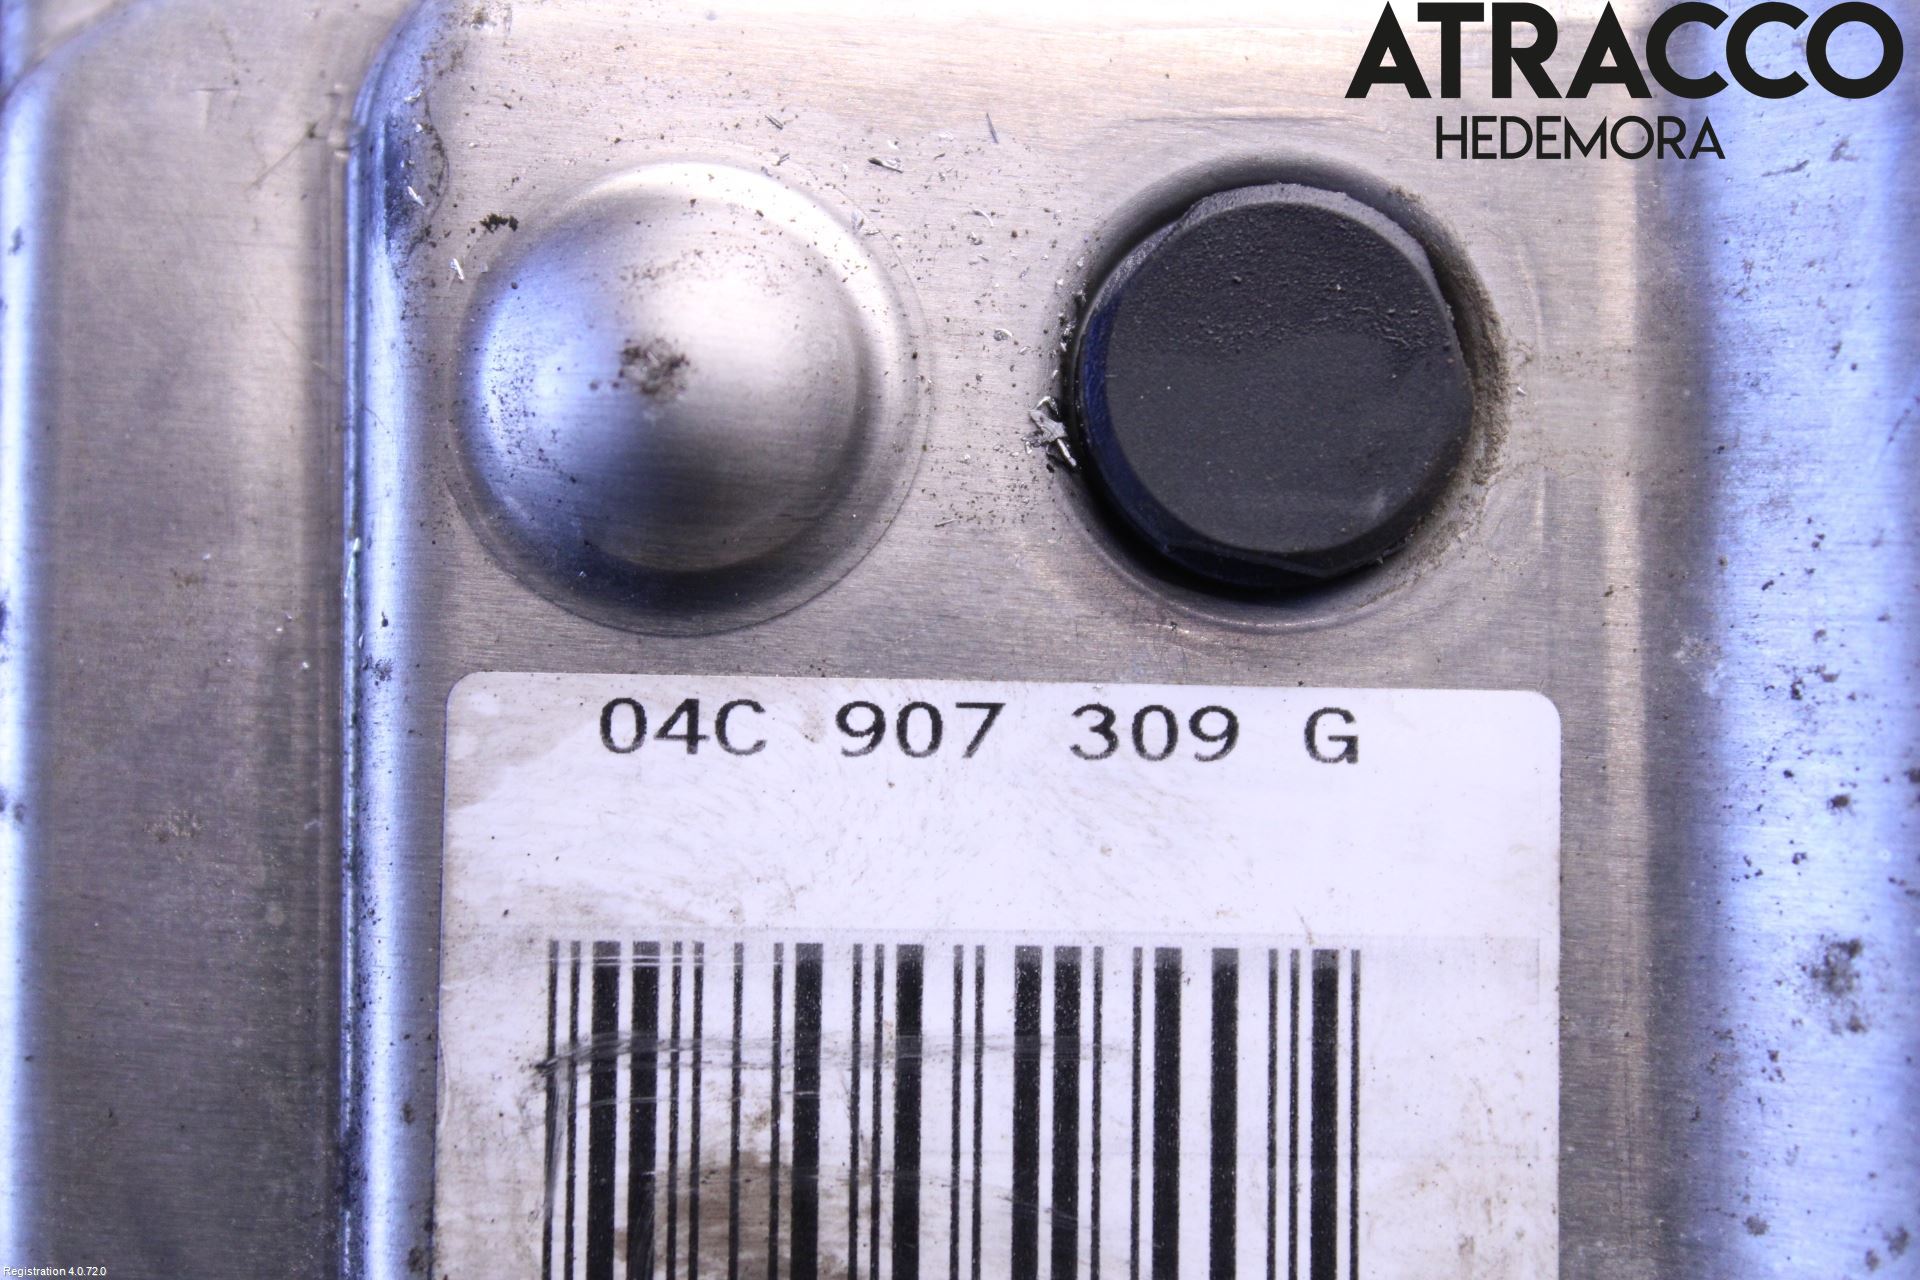 ATRACCO
HEDEMORA
04C 907 309 G
Registration 4.0.72.0